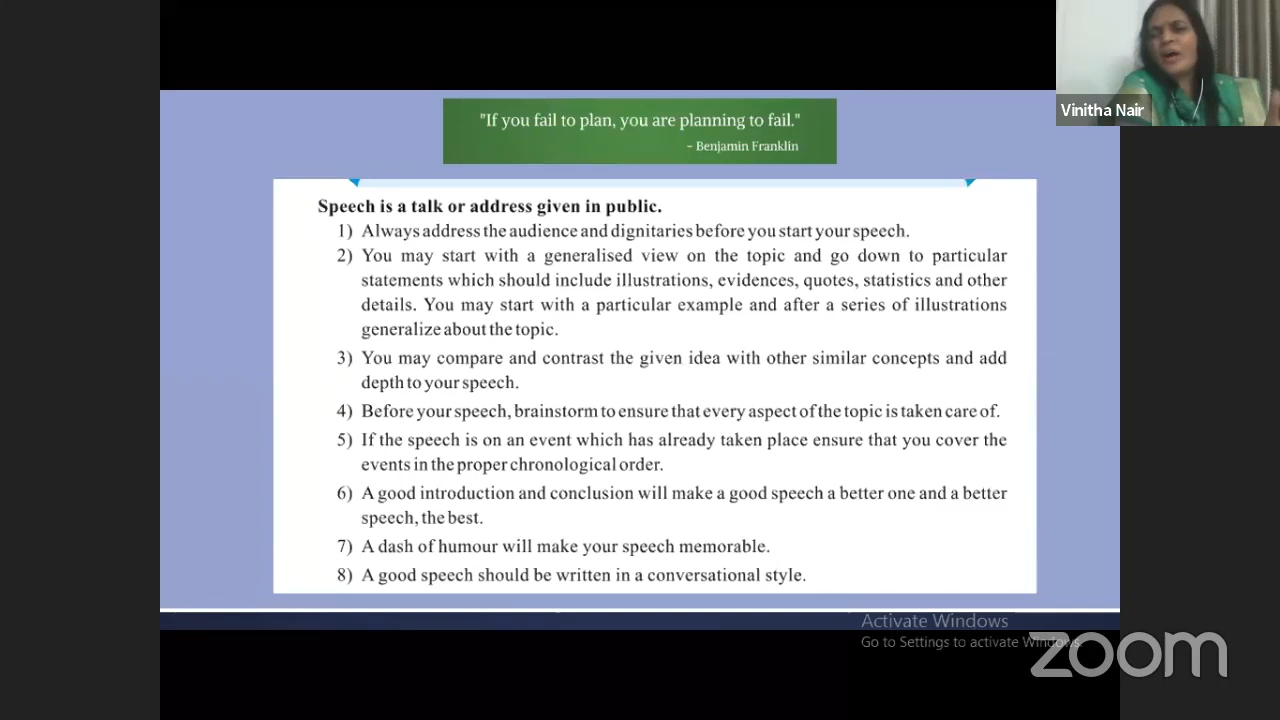 Vinitha Nair
"If you fail to plan, you are planning to fail."
- Benjamin Franklin
Speech is a talk or address given in public.
1) Always address the audience and dignitaries before you start your speech.
2) You may start with a generalised view on the topic and go down to particular
statements which should include illustrations, evidences, quotes, statistics and other
details. You may start with a particular example and after a series of illustrations
generalize about the topic.
3) You may compare and contrast the given idea with other similar concepts and add
depth to your speech.
4) Before your speech, brainstorm to ensure that every aspect of the topic is taken care of.
5) If the speech is on an event which has already taken place ensure that you cover the
events in the proper chronological order.
6) A good introduction and conclusion will make a good speech a better one and a better
speech, the best.
7) A dash of humour will make your speech memorable.
8) A good speech should be written in a conversational style.
Activate Windows
Go to Settings to activate Windows.
zoom